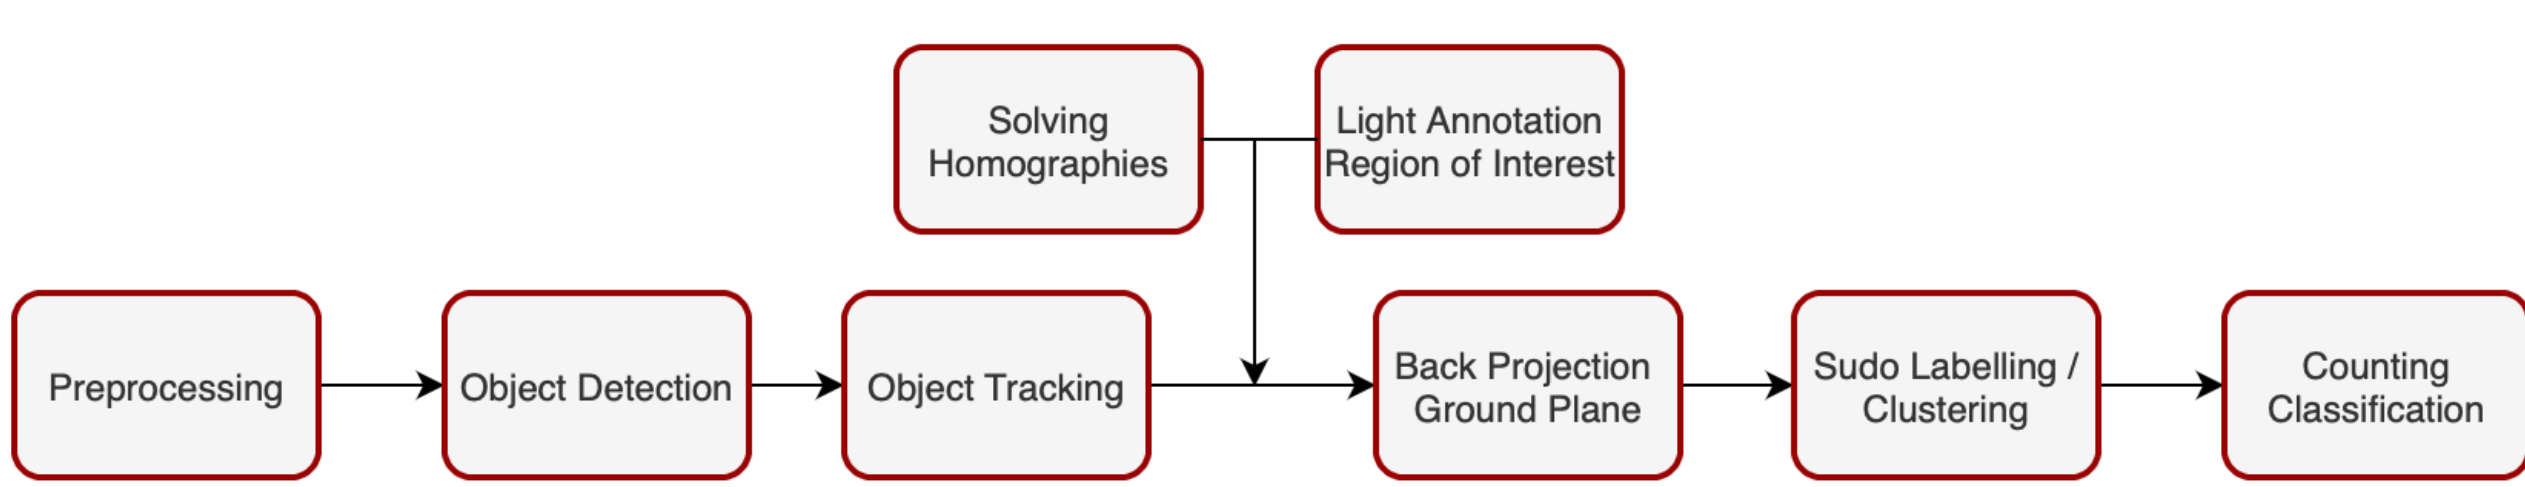 Solving
Homographies
Light Annotation
Region of Interest
Preprocessing
Object Detection
Object Tracking
Back Projection
Ground Plane
Sudo Labelling /
Clustering
Counting
Classification